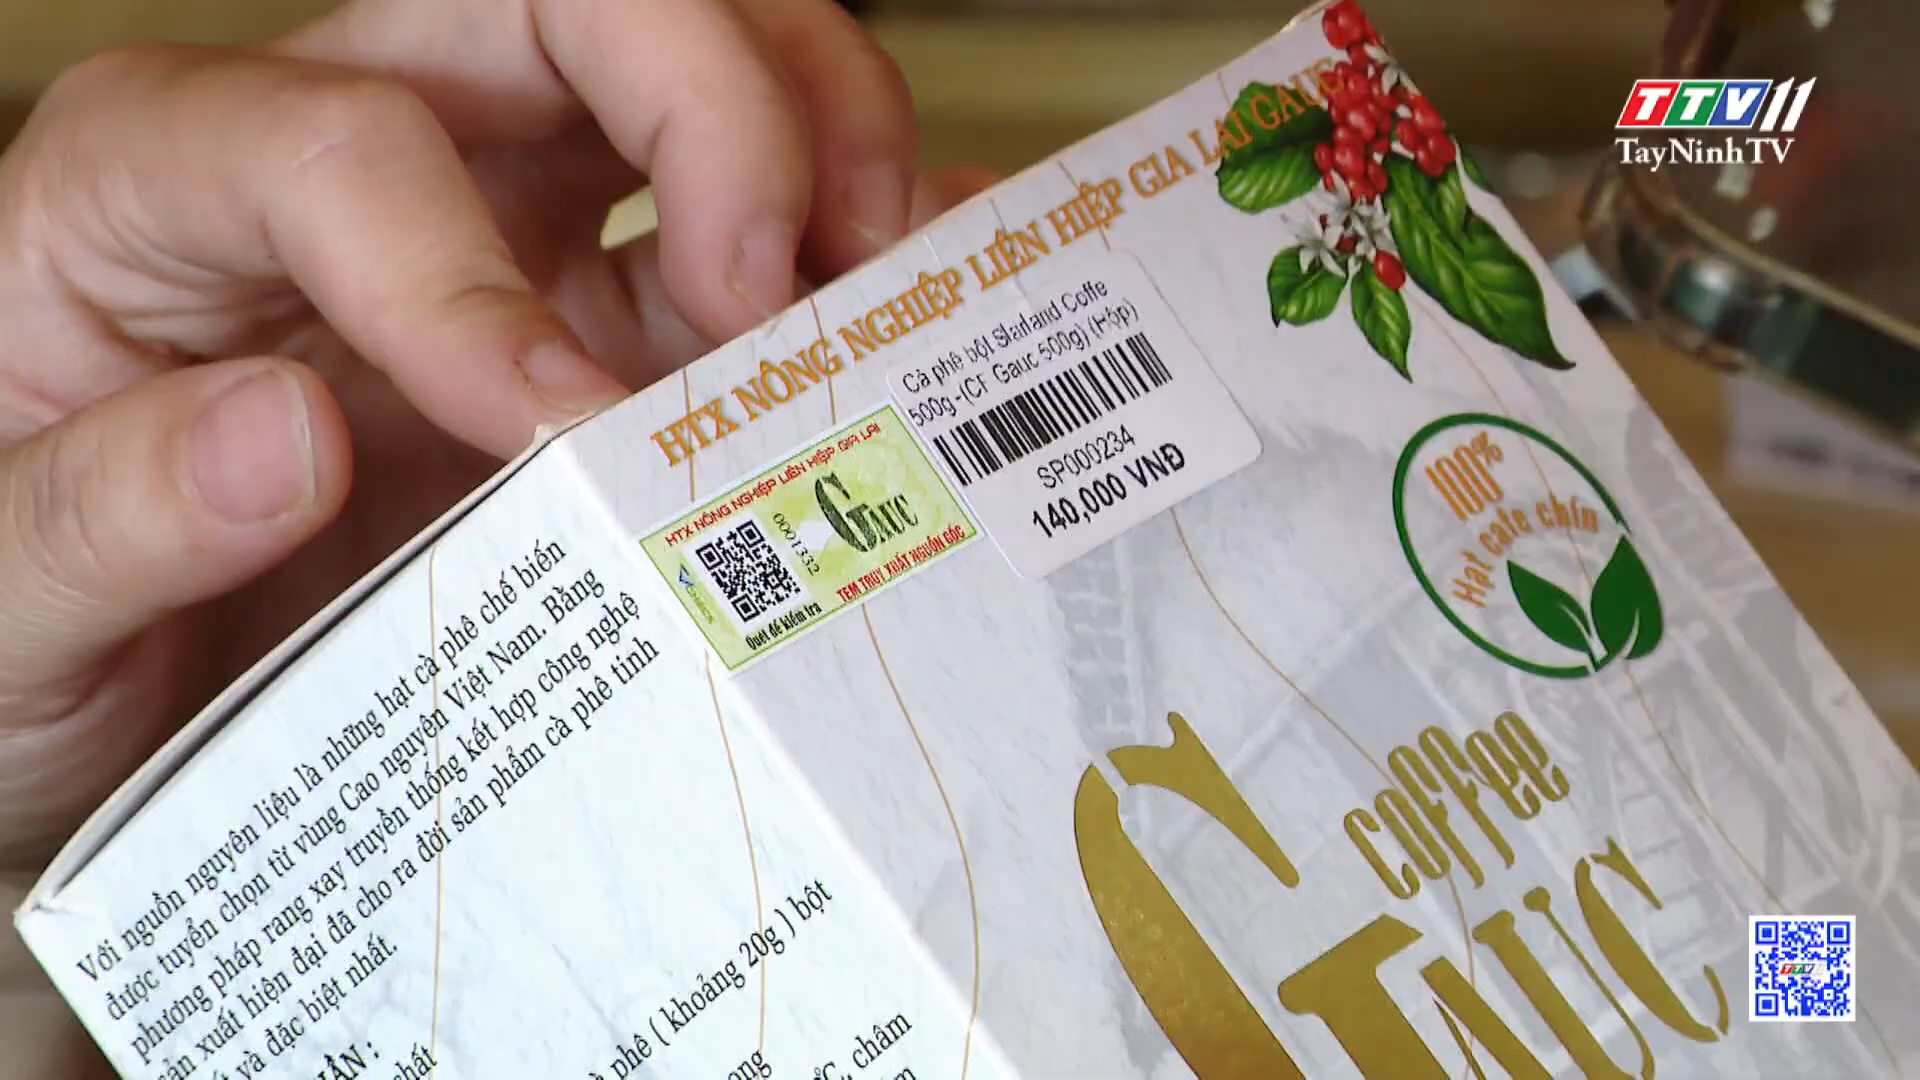 TTV11
TayNinhTV
HTX NÔNG NGHIỆP LIÊN HIỆP GIA LAI GAUC
Cà phê bột Starland Coffe
500g-(CF Gauc 500g) (Hộp)
SP000234
140,000 VNĐ
HTX NÔNG NGHIỆP LIÊN HIỆP GIA LAI
0001332
GAUC
TEM TRUY XUẤT NGUỒN GỐC
Quét để kiểm tra
100%
Hạt cafe chín
coffee
GAUC
Với nguồn nguyên liệu là những hạt cà phê chế biến
được tuyển chọn từ vùng Cao nguyên Việt Nam. Bằng
phương pháp rang xay truyền thống kết hợp công nghệ
sản xuất hiện đại đã cho ra đời sản phẩm cà phê tinh
và đặc biệt nhất.
phê ( khoảng 20g ) bột
châm
TTV11